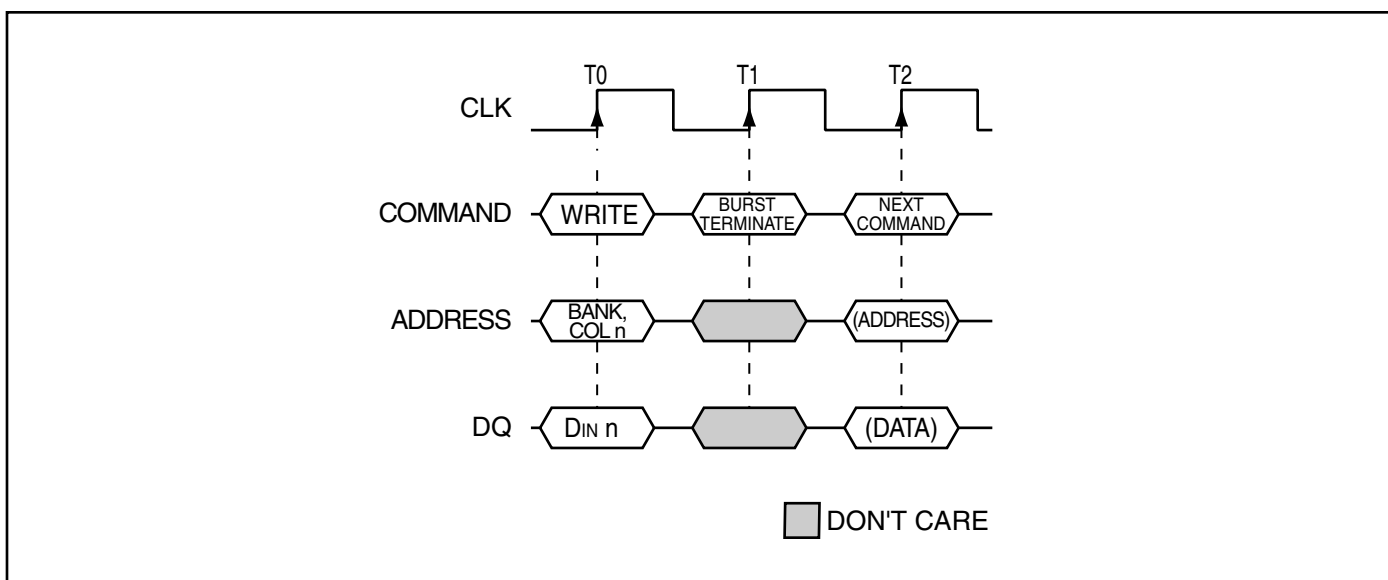 T0 T1 T2
CLK
COMMAND WRITE BURST TERMINATE NEXT COMMAND
ADDRESS BANK, COL n (ADDRESS)
DQ DIN n (DATA)
DON'T CARE